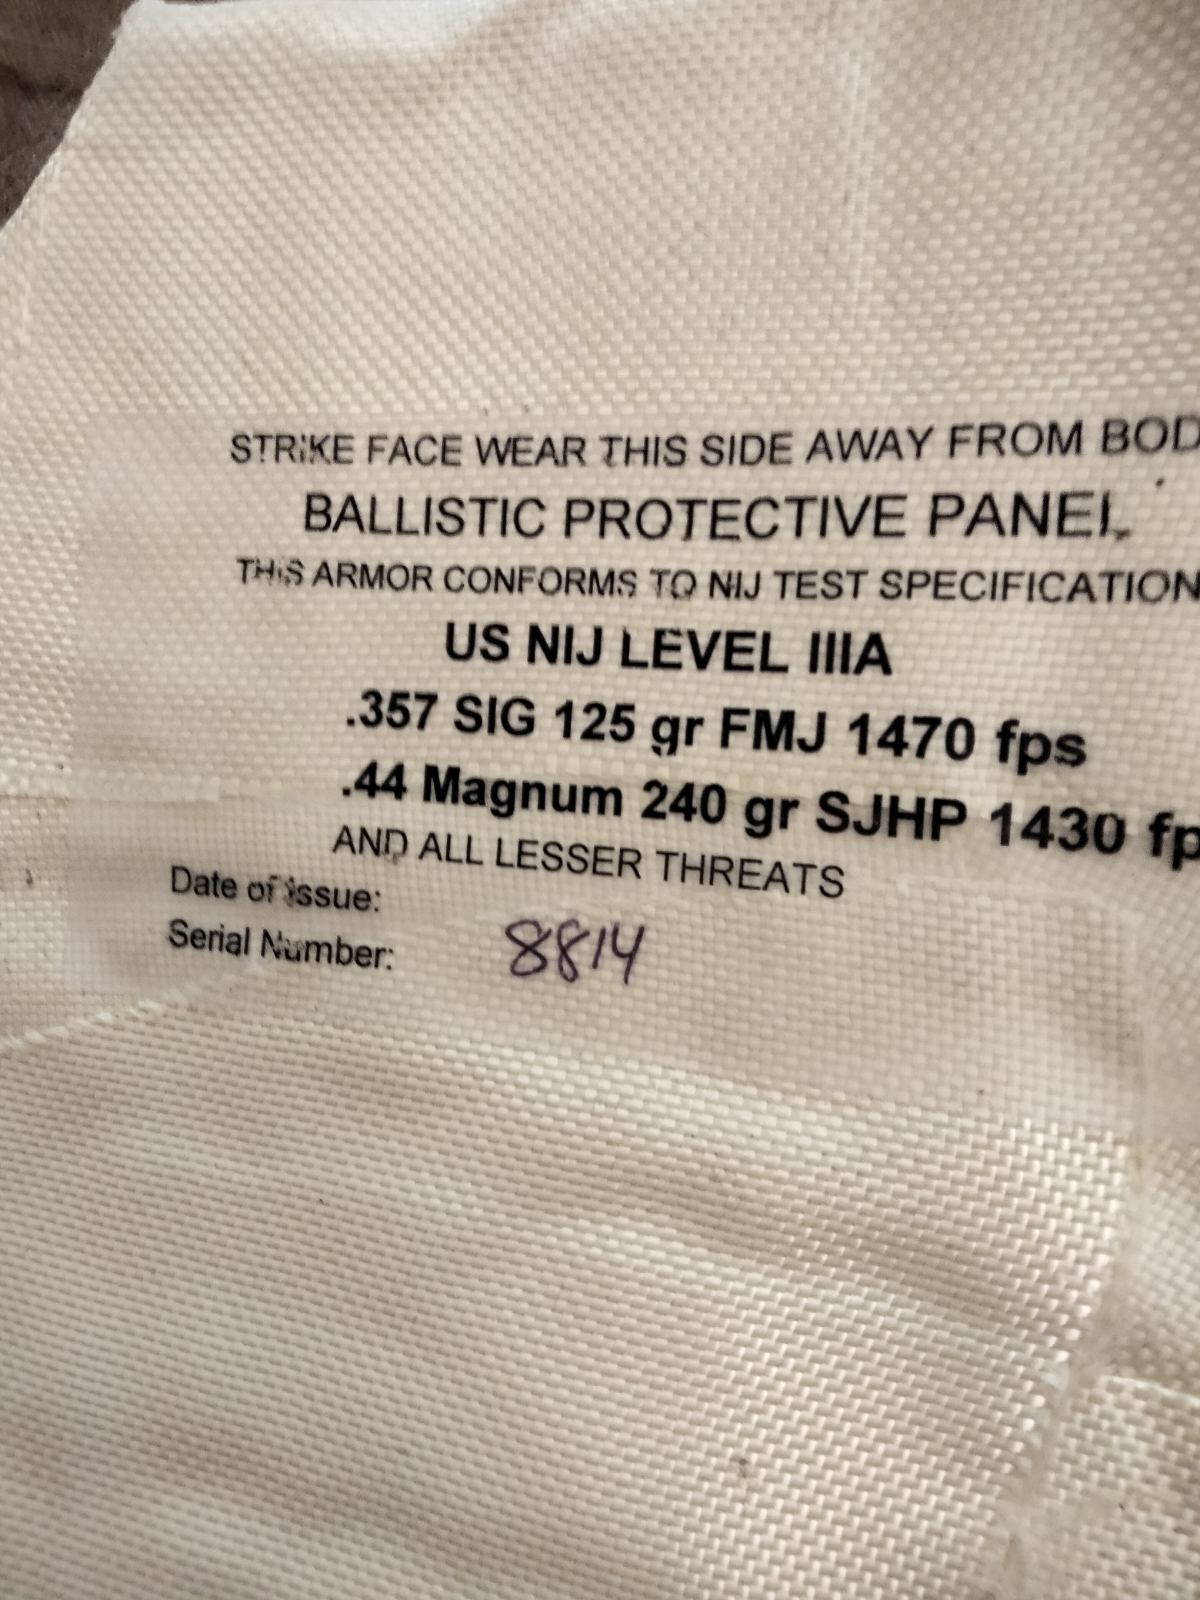 STRIKE FACE WEAR THIS SIDE AWAY FROM BOD
BALLISTIC PROTECTIVE PANEL
THIS ARMOR CONFORMS TO NIJ TEST SPECIFICATION
US NIJ LEVEL IIIA
.357 SIG 125 gr FMJ 1470 fps
.44 Magnum 240 gr SJHP 1430 fp
AND ALL LESSER THREATS
Date of issue:
Serial Number: 8814